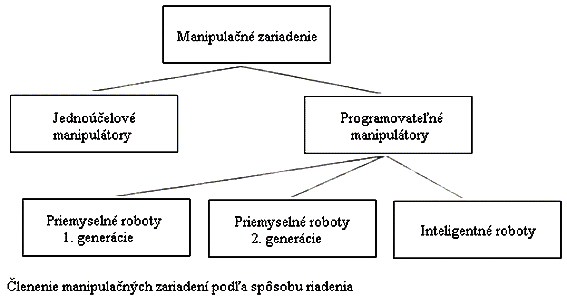 Manipulačné zariadenie
Jednoúčelové
manipulátory
Programovateľné
manipulátory
Priemyselné roboty
1. generácie
Priemyselné roboty
2. generácie
Inteligentné roboty
Členenie manipulačných zariadení podľa spôsobu riadenia